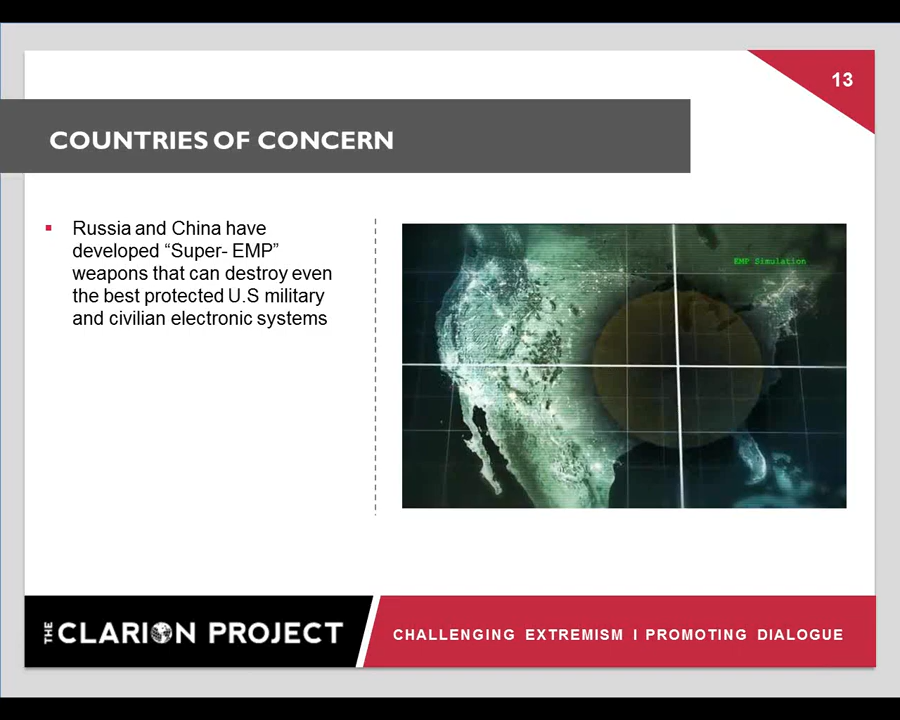 13
COUNTRIES OF CONCERN
▪ Russia and China have
developed “Super- EMP”
weapons that can destroy even
the best protected U.S military
and civilian electronic systems
EMP Simulation
THE CLARION PROJECT
CHALLENGING EXTREMISM I PROMOTING DIALOGUE